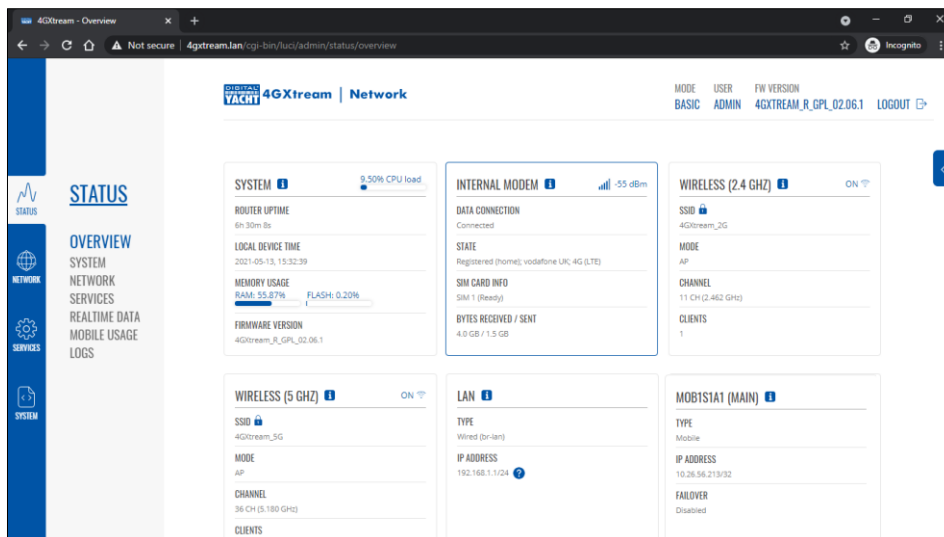 4GXtream - Overview
Not secure | 4gxtream.lan/cgi-bin/luci/admin/status/overview
Incognito
DIGITAL YACHT 4GXtream | Network
MODE USER FW VERSION
BASIC ADMIN 4GXTREAM_R_GPL_02.06.1 LOGOUT
STATUS
NETWORK
SERVICES
SYSTEM
STATUS
OVERVIEW
SYSTEM
NETWORK
SERVICES
REALTIME DATA
MOBILE USAGE
LOGS
SYSTEM 9.50% CPU load
ROUTER UPTIME
6h 30m 8s
LOCAL DEVICE TIME
2021-05-13, 15:32:39
MEMORY USAGE
RAM: 55.87% FLASH: 0.20%
FIRMWARE VERSION
4GXtream_R_GPL_02.06.1
INTERNAL MODEM -55 dBm
DATA CONNECTION
Connected
STATE
Registered (home); vodafone UK; 4G (LTE)
SIM CARD INFO
SIM 1 (Ready)
BYTES RECEIVED / SENT
4.0 GB / 1.5 GB
WIRELESS (2.4 GHZ) ON
SSID
4GXtream_2G
MODE
AP
CHANNEL
11 CH (2.462 GHz)
CLIENTS
1
WIRELESS (5 GHZ) ON
SSID
4GXtream_5G
MODE
AP
CHANNEL
36 CH (5.180 GHz)
CLIENTS
LAN
TYPE
Wired (br-lan)
IP ADDRESS
192.168.1.1/24
MOB1S1A1 (MAIN)
TYPE
Mobile
IP ADDRESS
10.26.56.213/32
FAILOVER
Disabled